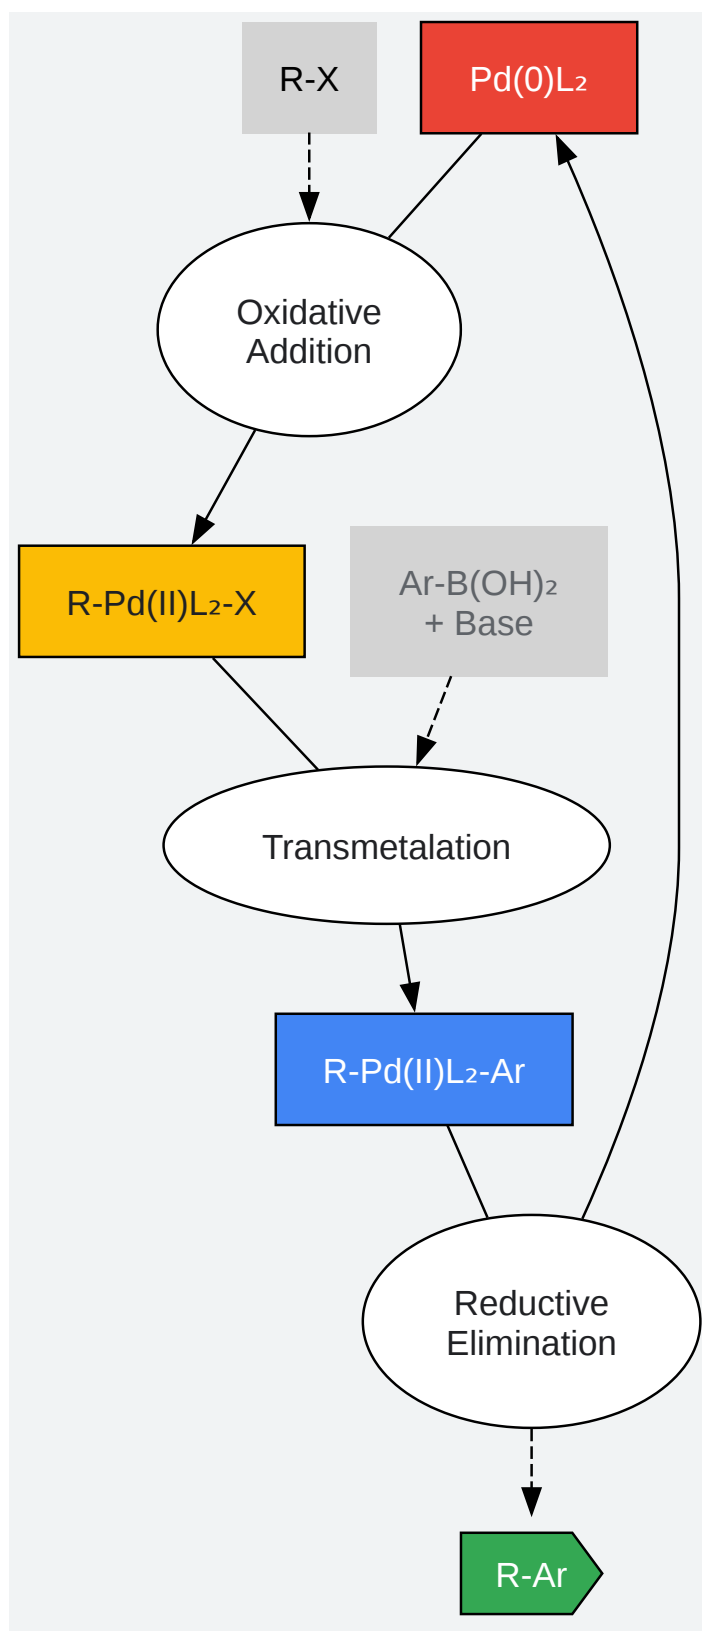 R-X
Pd(0)L₂
Oxidative
Addition
R-Pd(II)L₂-X
Ar-B(OH)₂
+ Base
Transmetalation
R-Pd(II)L₂-Ar
Reductive
Elimination
R-Ar